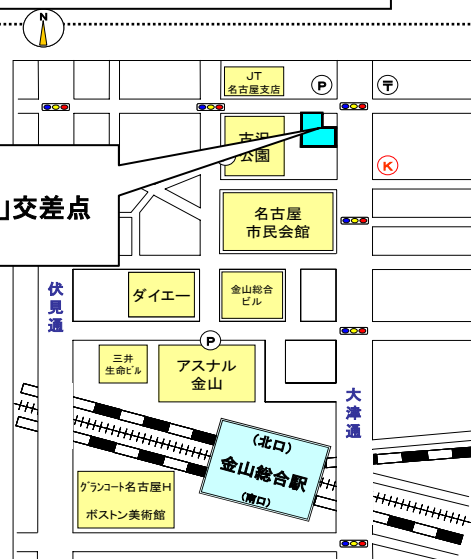 N
JT
名古屋支店
P
〒
古沢
公園
K
」交差点
名古屋
市民会館
伏見通
ダイエー
金山総合
ビル
P
三井
生命ビル
アスナル
金山
大津通
(北口)
金山総合駅
(南口)
グランコート名古屋H
ボストン美術館